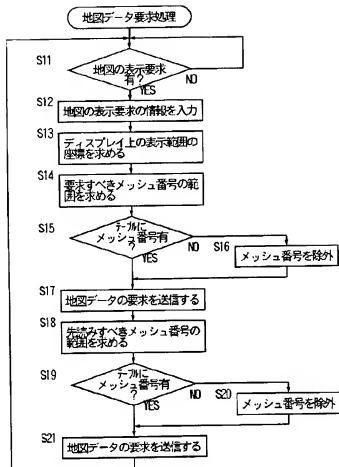 地図データ要求処理
S11
地図の表示要求
有?
NO
YES
S12
地図の表示要求の情報を入力
S13
ディスプレイ上の表示範囲の
座標を求める
S14
要求すべきメッシュ番号の範
囲を求める
S15
テーブルに
メッシュ番号有
?
NO
S16
YES
メッシュ番号を除外
S17
地図データの要求を送信する
S18
先読みすべきメッシュ番号の
範囲を求める
S19
テーブルに
メッシュ番号有
?
NO
S20
YES
メッシュ番号を除外
S21
地図データの要求を送信する